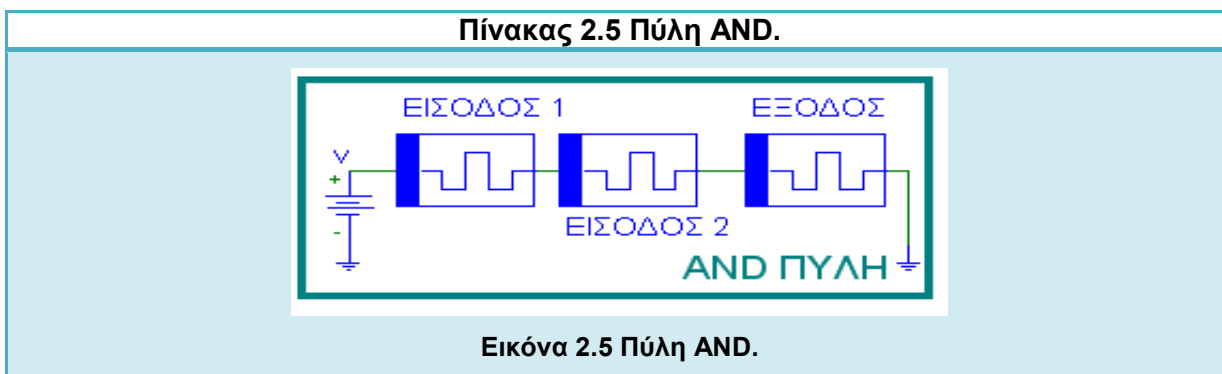 Πίνακας 2.5 Πύλη AND.
ΕΙΣΟΔΟΣ 1
ΕΞΟΔΟΣ
V
+
-
ΕΙΣΟΔΟΣ 2
AND ΠΥΛΗ
Εικόνα 2.5 Πύλη AND.